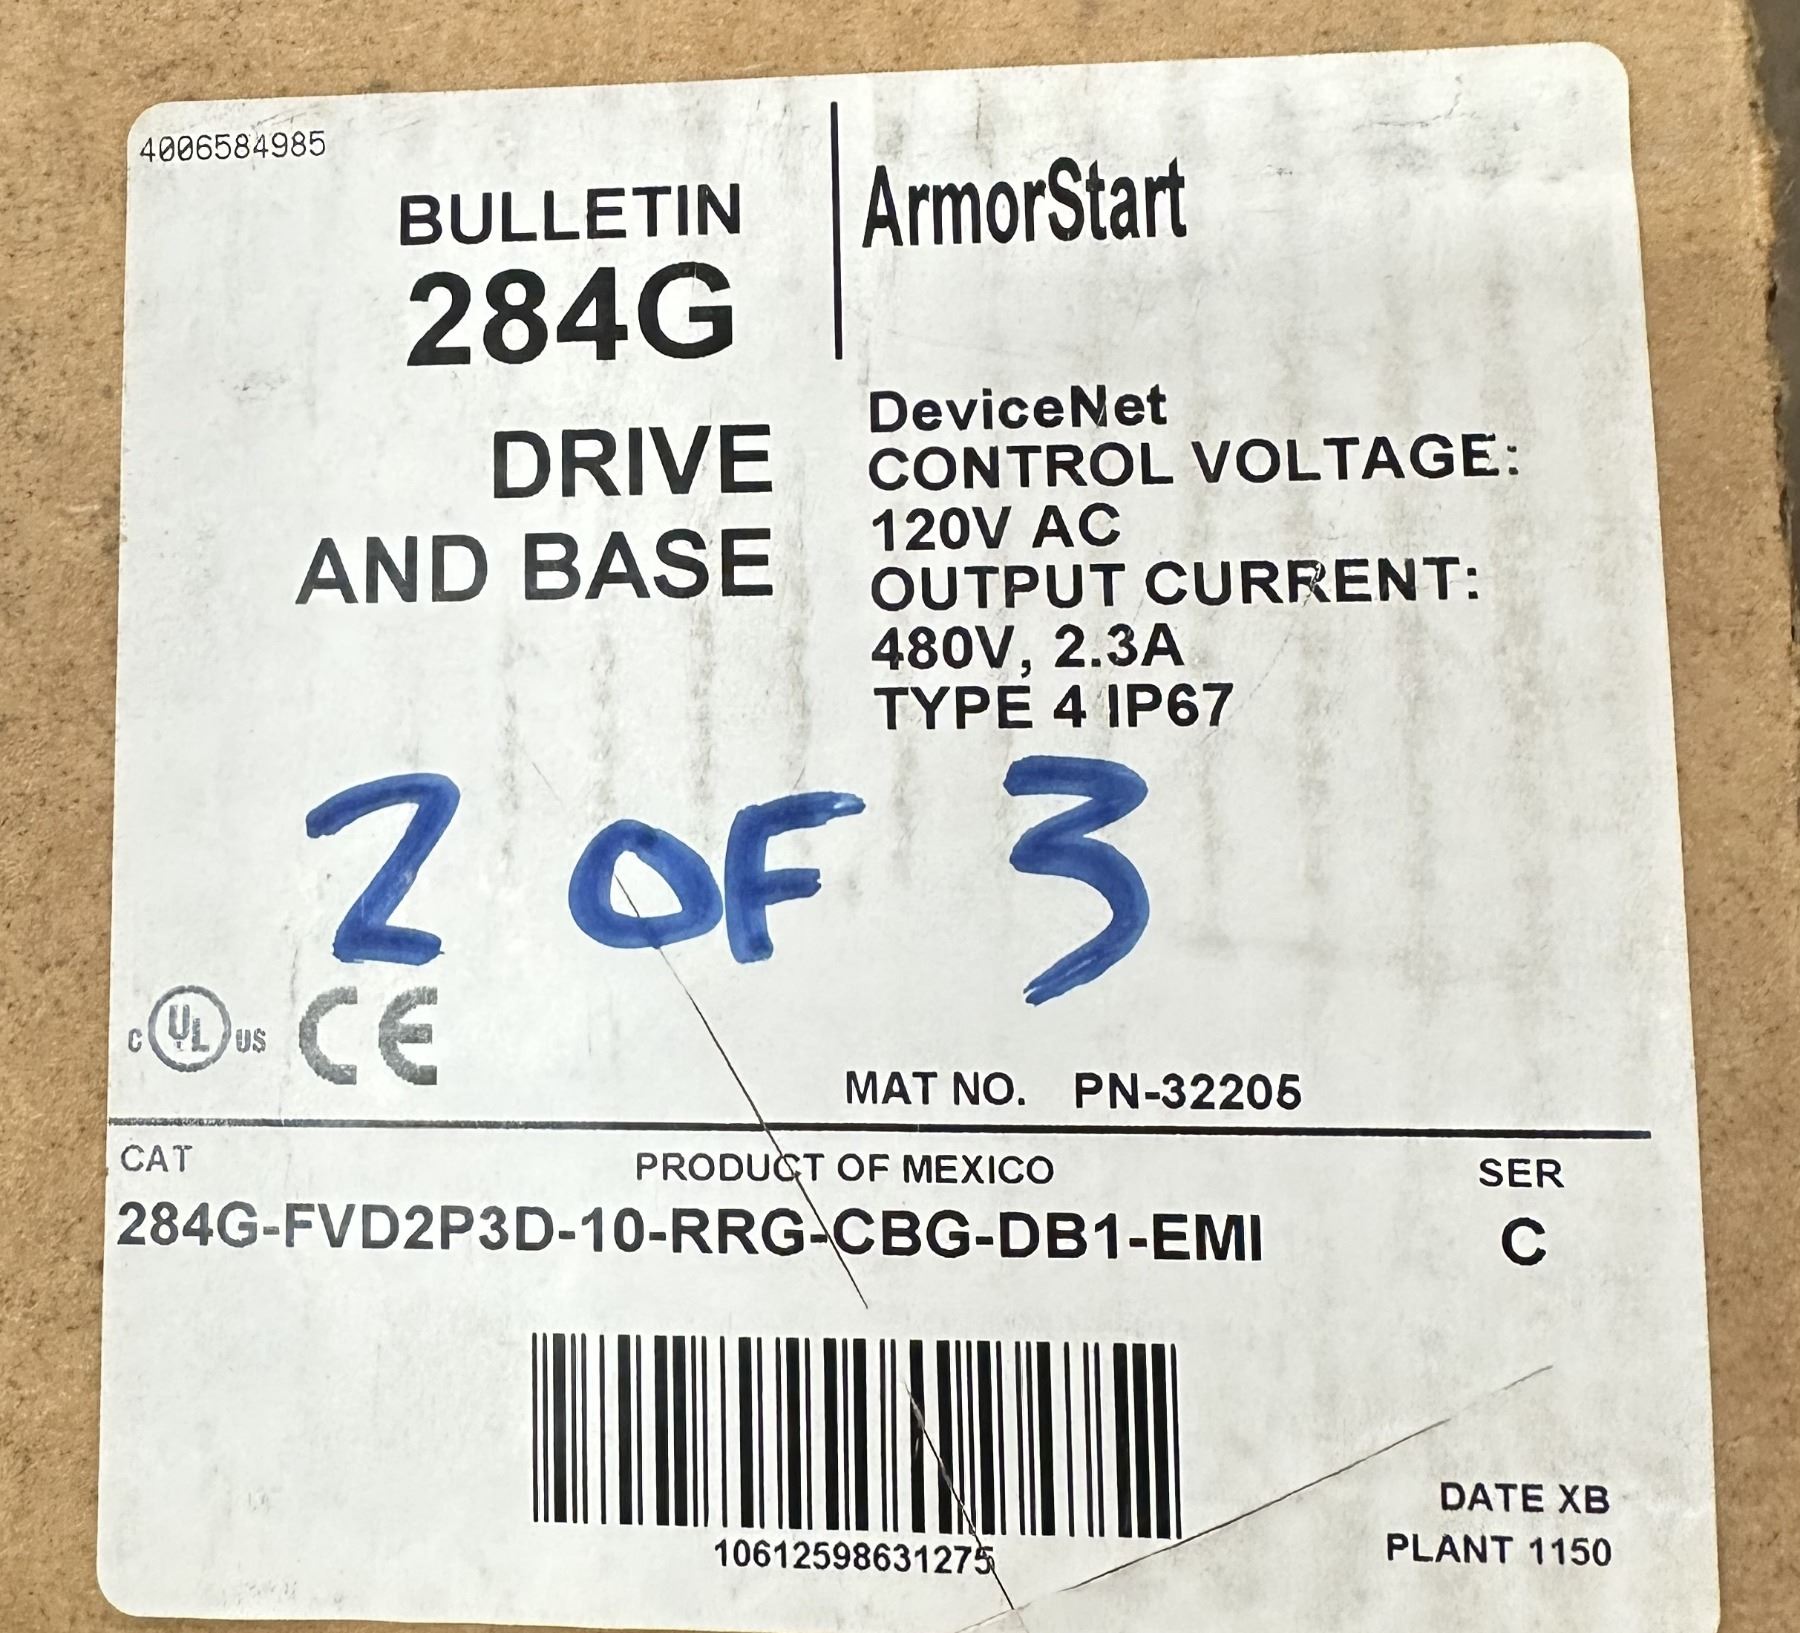 4006584985
BULLETIN
284G
DRIVE
AND BASE
ArmorStart
DeviceNet
CONTROL VOLTAGE:
120V AC
OUTPUT CURRENT:
480V, 2.3A
TYPE 4 IP67
2 OF 3
C UL US CE
MAT NO. PN-32205
CAT
PRODUCT OF MEXICO
SER
284G-FVD2P3D-10-RRG-CBG-DB1-EMI
C
10612598631275
DATE XB
PLANT 1150